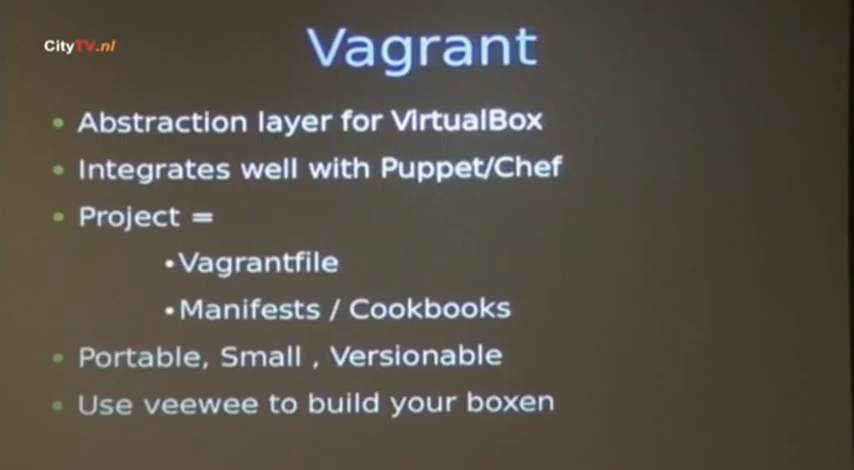 CityTV.nl
Vagrant
• Abstraction layer for VirtualBox
• Integrates well with Puppet/Chef
• Project =
•Vagrantfile
•Manifests / Cookbooks
• Portable, Small , Versionable
• Use veewee to build your boxen